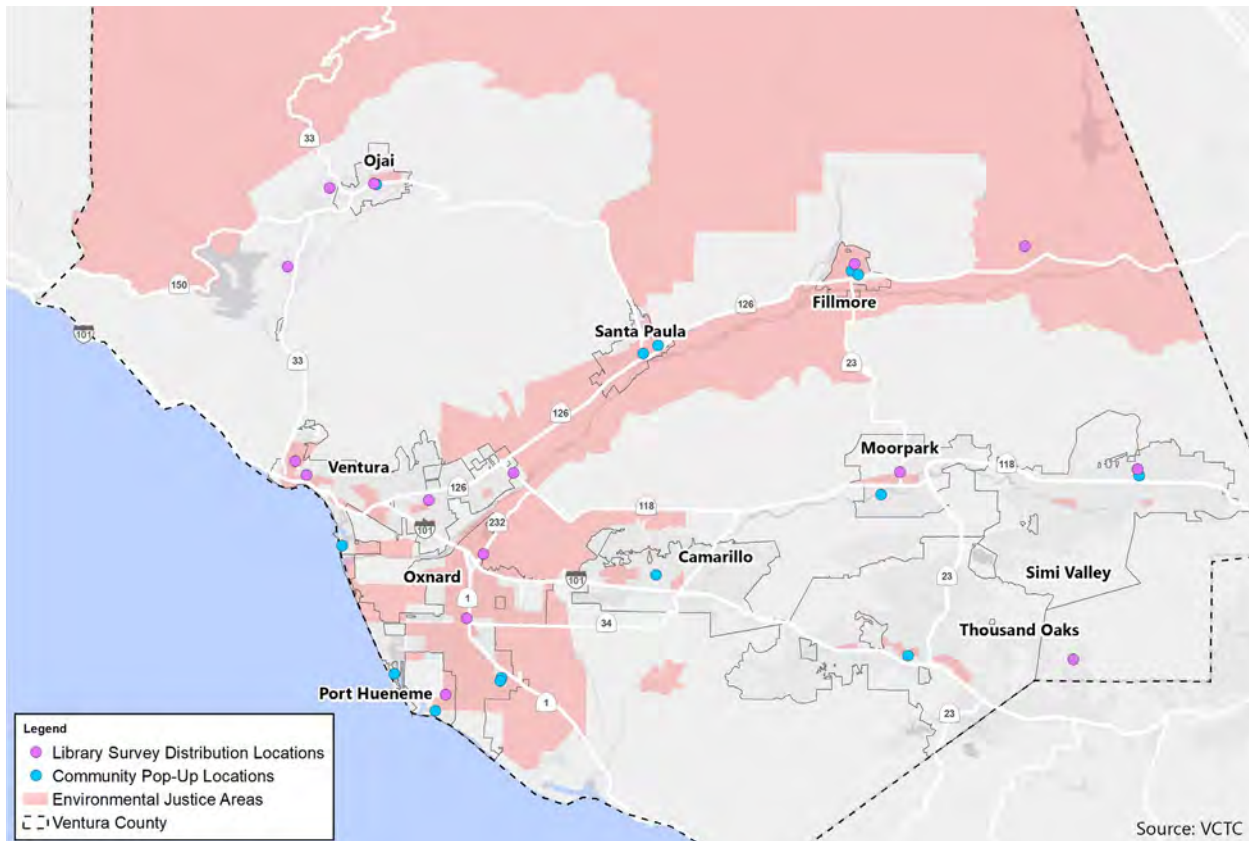 33
Ojai
150
126
Fillmore
Santa Paula
101
23
33
126
Moorpark
118
Ventura
126
118
232
101
Camarillo
Oxnard
101
23
Simi Valley
1
34
Thousand Oaks
Port Hueneme
1
23
Legend
Library Survey Distribution Locations
Community Pop-Up Locations
Environmental Justice Areas
Ventura County
Source: VCTC